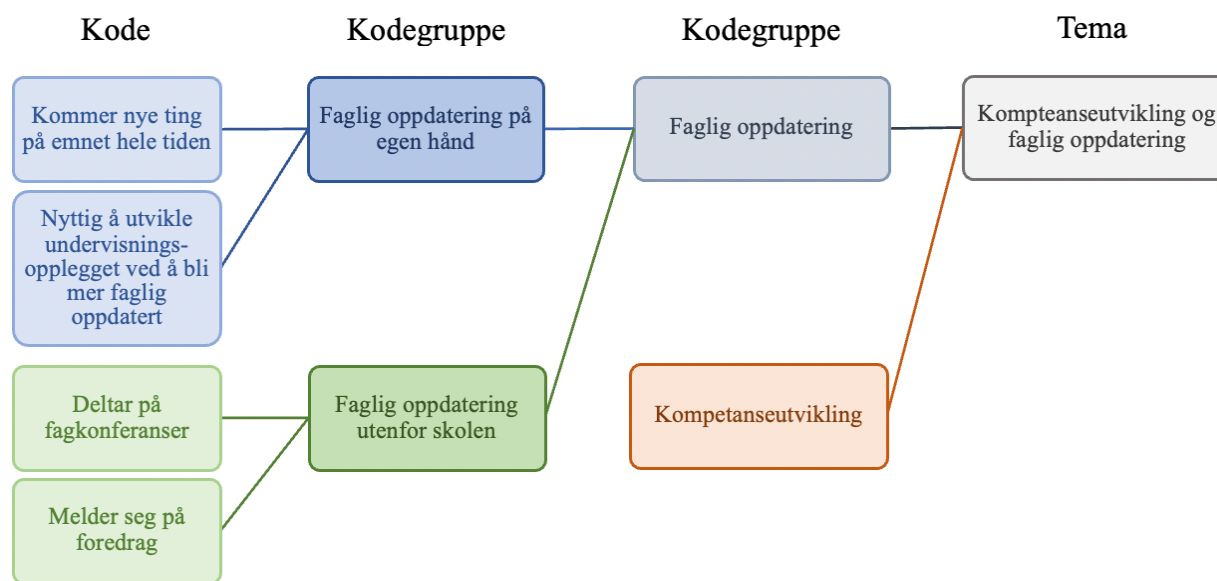 Kode
Kodegruppe
Kodegruppe
Tema
Kommer nye ting
på emnet hele tiden
Faglig oppdatering på
egen hånd
Faglig oppdatering
Kompteanseutvikling og
faglig oppdatering
Nyttig å utvikle
undervisnings-
opplegget ved å bli
mer faglig
oppdatert
Deltar på
fagkonferanser
Faglig oppdatering
utenfor skolen
Kompetanseutvikling
Melder seg på
foredrag